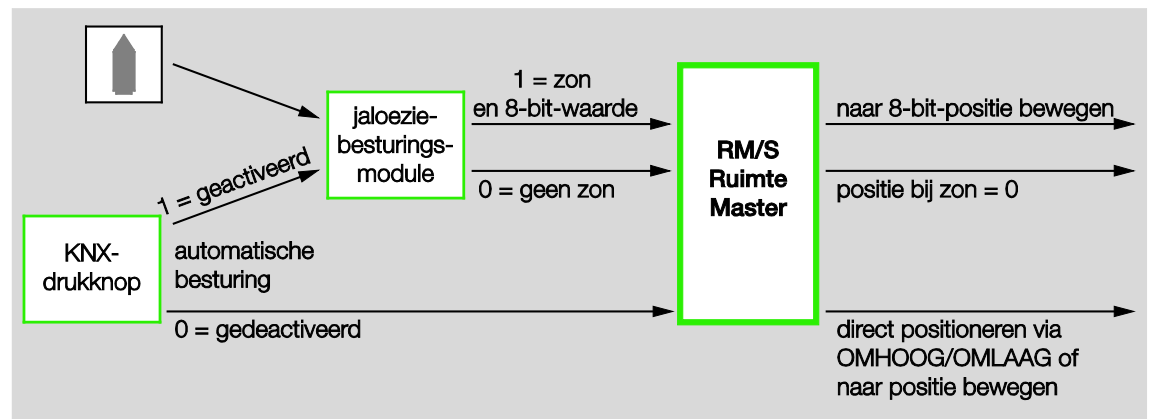 1 = zon
en 8-bit-waarde
jaloezie-
besturings-
module
naar 8-bit-positie bewegen
RM/S
Ruimte
Master
1 = geactiveerd
0 = geen zon
positie bij zon = 0
KNX-
drukknop
automatische
besturing
0 = gedeactiveerd
direct positioneren via
OMHOOG/OMLAAG of
naar positie bewegen